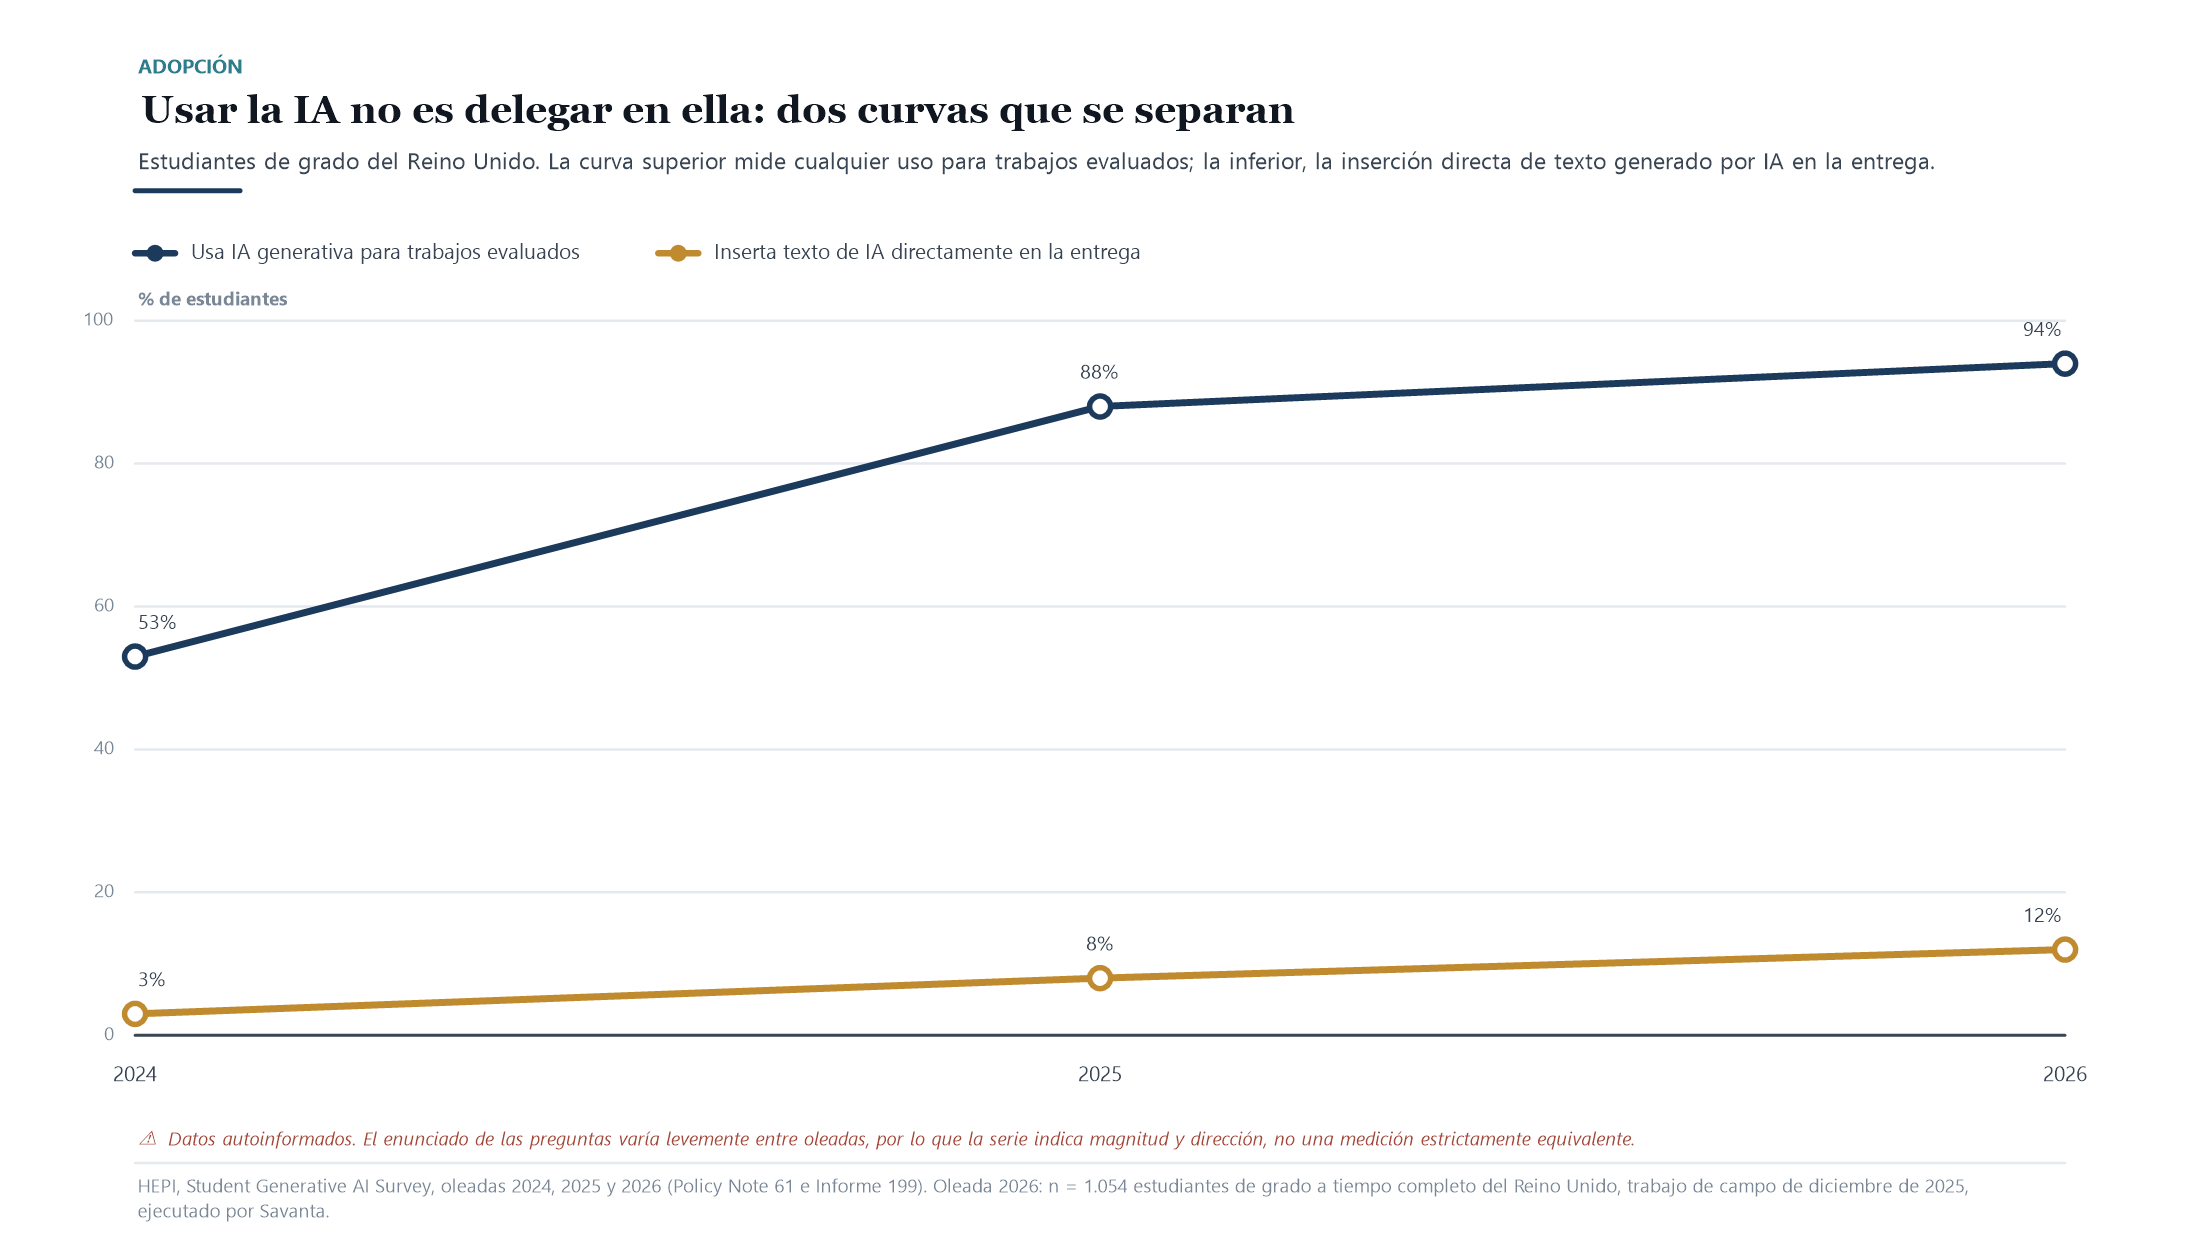 ADOPCIÓN
Usar la IA no es delegar en ella: dos curvas que se separan
Estudiantes de grado del Reino Unido. La curva superior mide cualquier uso para trabajos evaluados; la inferior, la inserción directa de texto generado por IA en la entrega.
Usa IA generativa para trabajos evaluados
Inserta texto de IA directamente en la entrega
% de estudiantes
100
94%
88%
80
60
53%
40
20
12%
8%
3%
0
2024
2025
2026
⚠ Datos autoinformados. El enunciado de las preguntas varía levemente entre oleadas, por lo que la serie indica magnitud y dirección, no una medición estrictamente equivalente.
HEPI, Student Generative AI Survey, oleadas 2024, 2025 y 2026 (Policy Note 61 e Informe 199). Oleada 2026: n = 1.054 estudiantes de grado a tiempo completo del Reino Unido, trabajo de campo de diciembre de 2025,
ejecutado por Savanta.